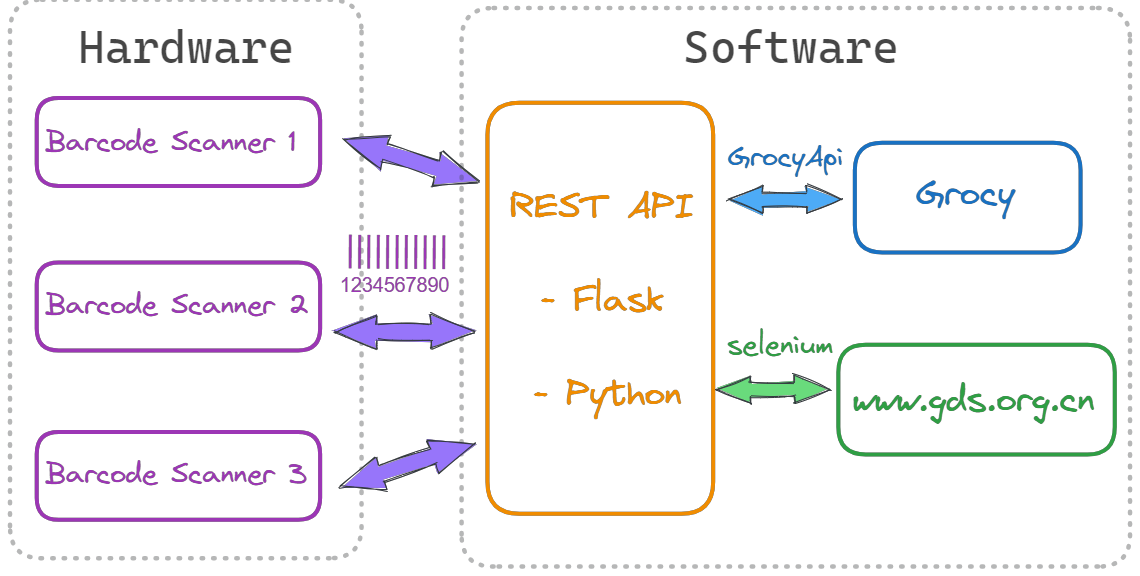 Hardware
Software
Barcode Scanner 1
Barcode Scanner 2
Barcode Scanner 3
1234567890
REST API
- Flask
- Python
GrocyApi
Grocy
selenium
www.gds.org.cn